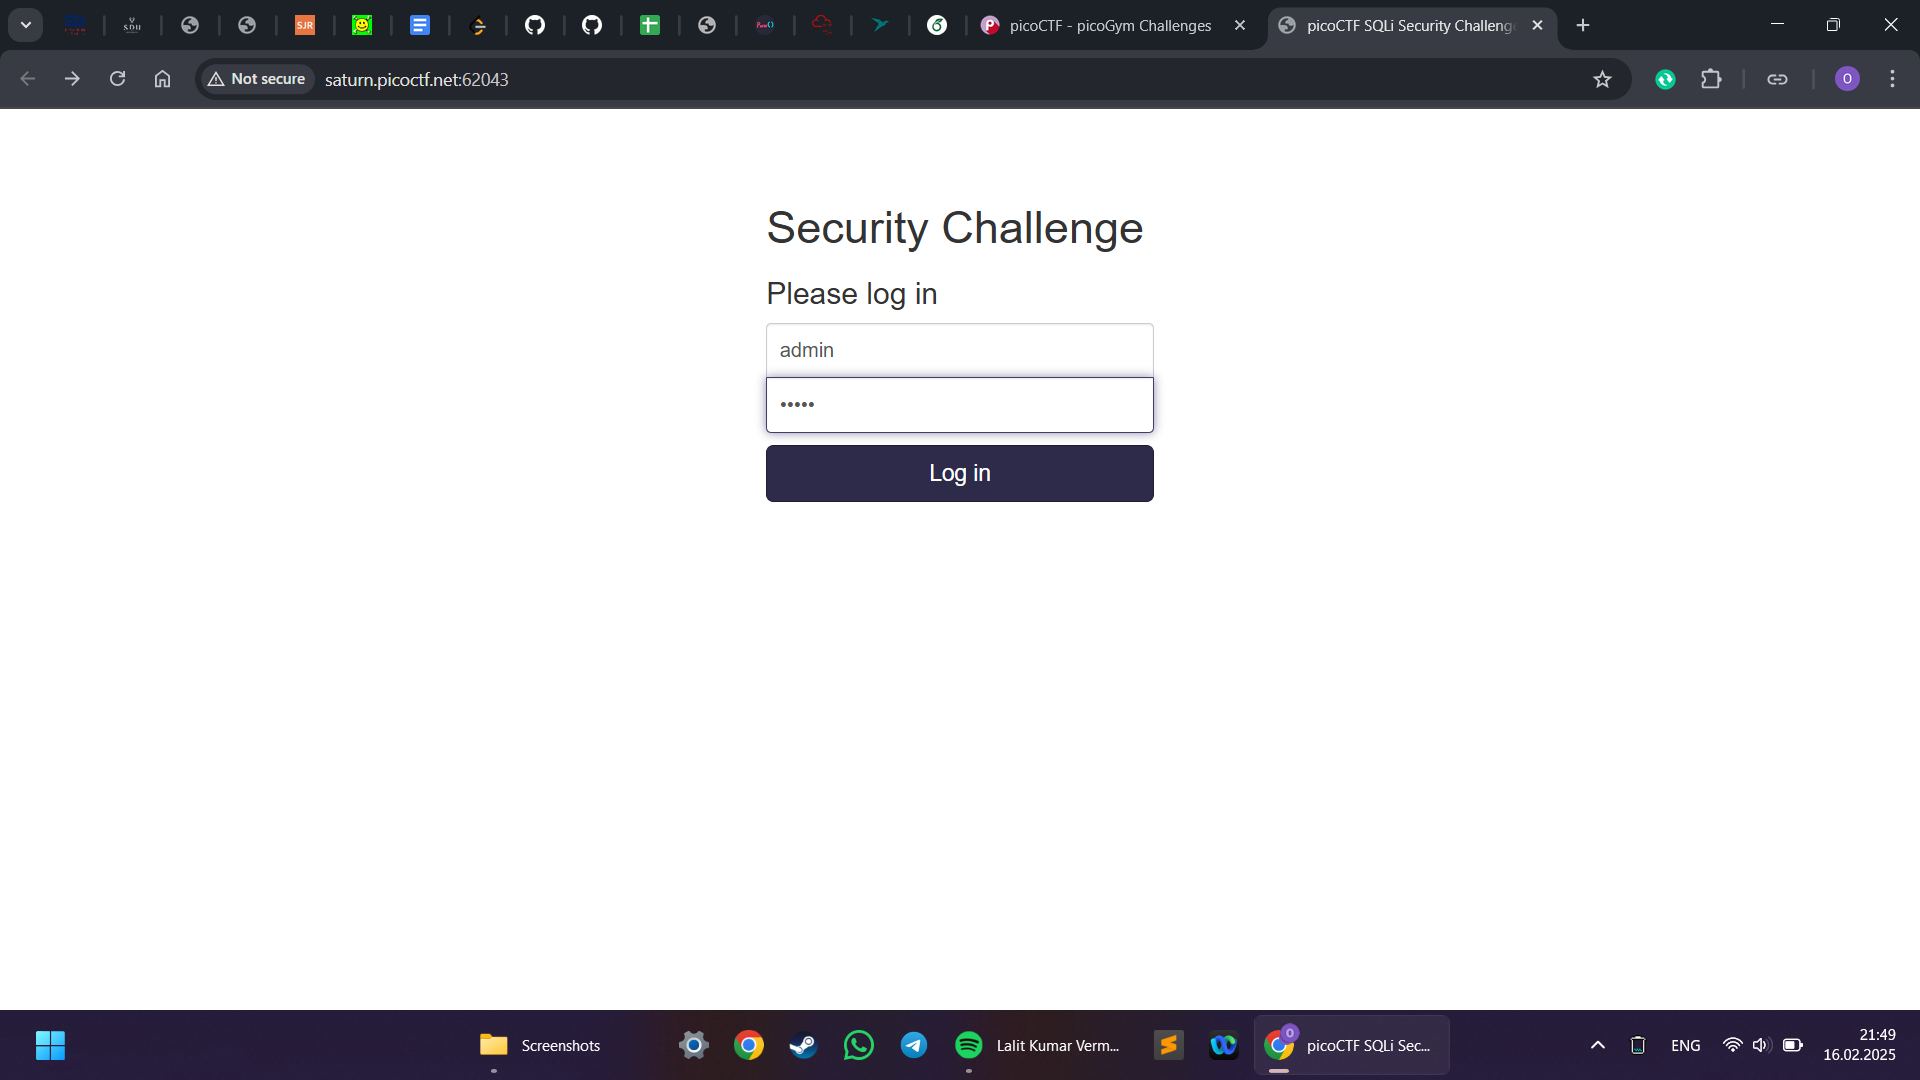 SJR
picoCTF - picoGym Challenges
picoCTF SQLi Security Challeng
Not secure
saturn.picoctf.net:62043
O
Security Challenge
Please log in
admin
•••••
Log in
Screenshots
Lalit Kumar Verm...
picoCTF SQLi Sec...
ENG
21:49
16.02.2025